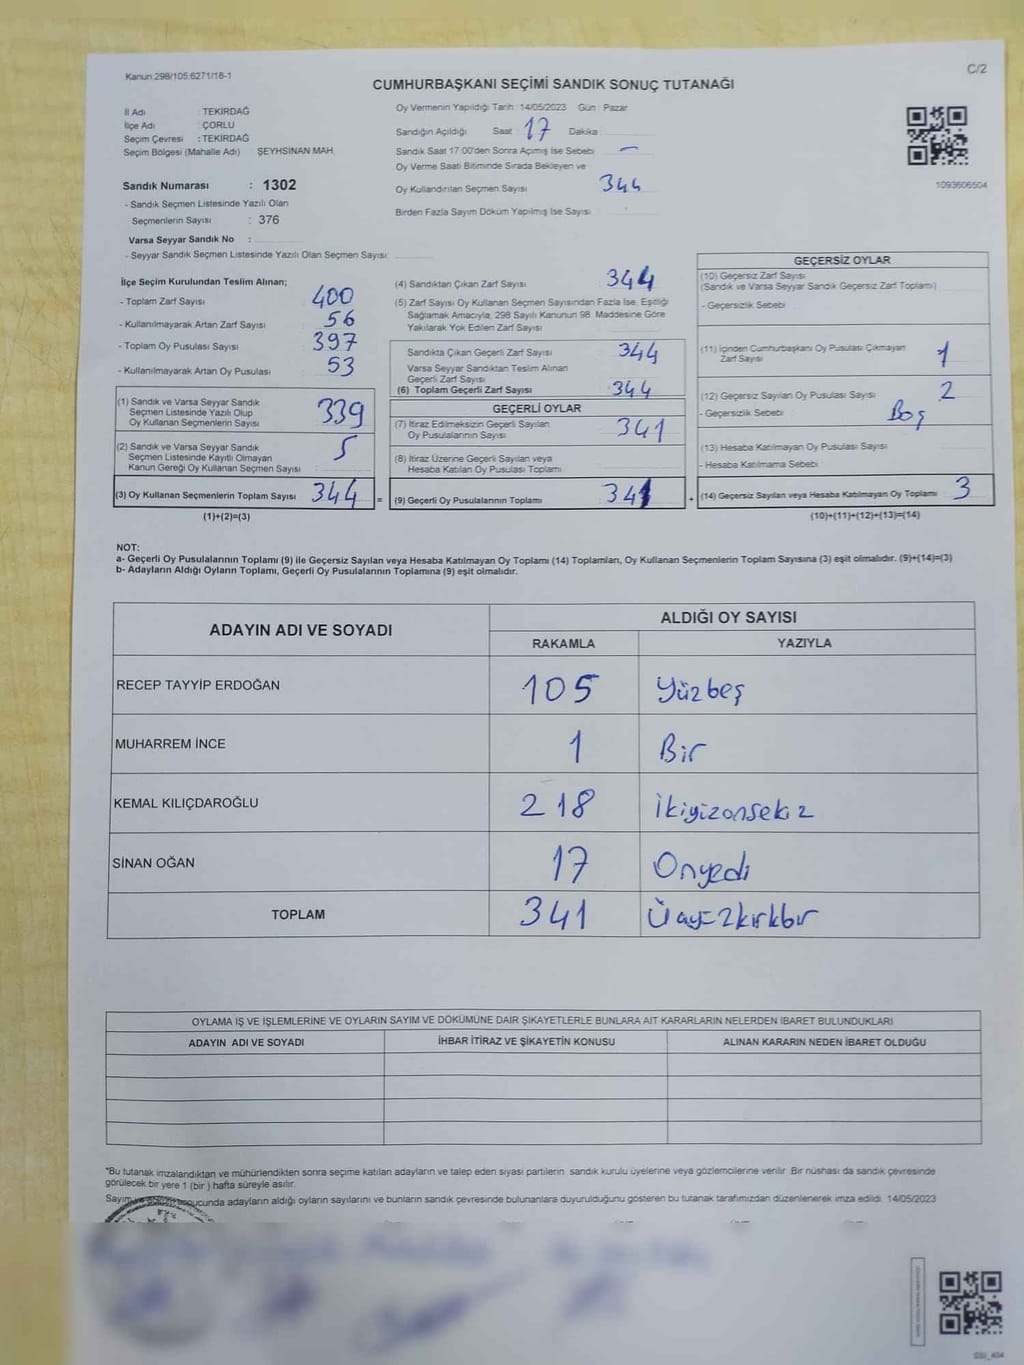 Kanun:298/105:6271/18-1
C/2
CUMHURBAŞKANI SEÇİMİ SANDIK SONUÇ TUTANAĞI
İl Adı : TEKİRDAĞ
İlçe Adı : ÇORLU
Seçim Çevresi : TEKİRDAĞ
Seçim Bölgesi (Mahalle Adı) ŞEYHSİNAN MAH.
Sandık Numarası : 1302
- Sandık Seçmen Listesinde Yazılı Olan
Seçmenlerin Sayısı : 376
Varsa Seyyar Sandık No :
- Seyyar Sandık Seçmen Listesinde Yazılı Olan Seçmen Sayısı:
Oy Vermenin Yapıldığı Tarih: 14/05/2023 Gün : Pazar
Sandığın Açıldığı Saat : 17 Dakika
Sandık Saat 17:00'den Sonra Açılmış İse Sebebi : -
Oy Verme Saati Bitiminde Sırada Bekleyen ve
Oy Kullandırılan Seçmen Sayısı 344
Birden Fazla Sayım Döküm Yapılmış İse Sayısı
1093606504
İlçe Seçim Kurulundan Teslim Alınan;
- Toplam Zarf Sayısı : 400
- Kullanılmayarak Artan Zarf Sayısı : 56
- Toplam Oy Pusulası Sayısı : 397
- Kullanılmayarak Artan Oy Pusulası : 53
(1) Sandık ve Varsa Seyyar Sandık
Seçmen Listesinde Yazılı Olup
Oy Kullanan Seçmenlerin Sayısı : 339
(2) Sandık ve Varsa Seyyar Sandık
Seçmen Listesinde Kayıtlı Olmayan
Kanun Gereği Oy Kullanan Seçmen Sayısı : 5
(3) Oy Kullanan Seçmenlerin Toplam Sayısı : 344 =
(1)+(2)=(3)
(4) Sandıktan Çıkan Zarf Sayısı : 344
(5) Zarf Sayısı Oy Kullanan Seçmen Sayısından Fazla İse, Eşitliği
Sağlamak Amacıyla, 298 Sayılı Kanunun 98. Maddesine Göre
Yakılarak Yok Edilen Zarf Sayısı :
Sandıkta Çıkan Geçerli Zarf Sayısı : 344
Varsa Seyyar Sandıktan Teslim Alınan
Geçerli Zarf Sayısı
(6) Toplam Geçerli Zarf Sayısı : 344
GEÇERLİ OYLAR
(7) İtiraz Edilmeksizin Geçerli Sayılan
Oy Pusulalarının Sayısı : 341
(8) İtiraz Üzerine Geçerli Sayılan veya
Hesaba Katılan Oy Pusulası Toplamı
(9) Geçerli Oy Pusulalarının Toplamı : 341 +
GEÇERSİZ OYLAR
(10) Geçersiz Zarf Sayısı
(Sandık ve Varsa Seyyar Sandık Geçersiz Zarf Toplamı)
- Geçersizlik Sebebi
(11) İçinden Cumhurbaşkanı Oy Pusulası Çıkmayan
Zarf Sayısı 1
(12) Geçersiz Sayılan Oy Pusulası Sayısı 2
- Geçersizlik Sebebi Boş
(13) Hesaba Katılmayan Oy Pusulası Sayısı
- Hesaba Katılmama Sebebi
(14) Geçersiz Sayılan veya Hesaba Katılmayan Oy Toplamı 3
(10)+(11)+(12)+(13)=(14)
NOT:
a- Geçerli Oy Pusulalarının Toplamı (9) ile Geçersiz Sayılan veya Hesaba Katılmayan Oy Toplamı (14) Toplamları, Oy Kullanan Seçmenlerin Toplam Sayısına (3) eşit olmalıdır. (9)+(14)=(3)
b- Adayların Aldığı Oyların Toplamı, Geçerli Oy Pusulalarının Toplamına (9) eşit olmalıdır.
ADAYIN ADI VE SOYADI
ALDIĞI OY SAYISI
RAKAMLA YAZIYLA
RECEP TAYYİP ERDOĞAN 105 Yüzbeş
MUHARREM İNCE 1 Bir
KEMAL KILIÇDAROĞLU 218 İkiyizonsekiz
SİNAN OĞAN 17 Onyedi
TOPLAM 341 Üçyüzkırkbir
OYLAMA İŞ VE İŞLEMLERİNE VE OYLARIN SAYIM VE DÖKÜMÜNE DAİR ŞİKAYETLERLE BUNLARA AİT KARARLARIN NELERDEN İBARET BULUNDUKLARI
ADAYIN ADI VE SOYADI İHBAR İTİRAZ VE ŞİKAYETİN KONUSU ALINAN KARARIN NEDEN İBARET OLDUĞU
*Bu tutanak imzalandıktan ve mühürlendikten sonra seçime katılan adayların ve talep eden siyasi partilerin sandık kurulu üyelerine veya gözlemcilerine verilir. Bir nüshası da sandık çevresinde
görülecek bir yere 1 (bir) hafta süreyle asılır.
Sayım ve sonucunda adayların aldığı oyların sayılarını ve bunların sandık çevresinde bulunanlara duyurulduğunu gösteren bu tutanak tarafımızdan düzenlenerek imza edildi. 14/05/2023